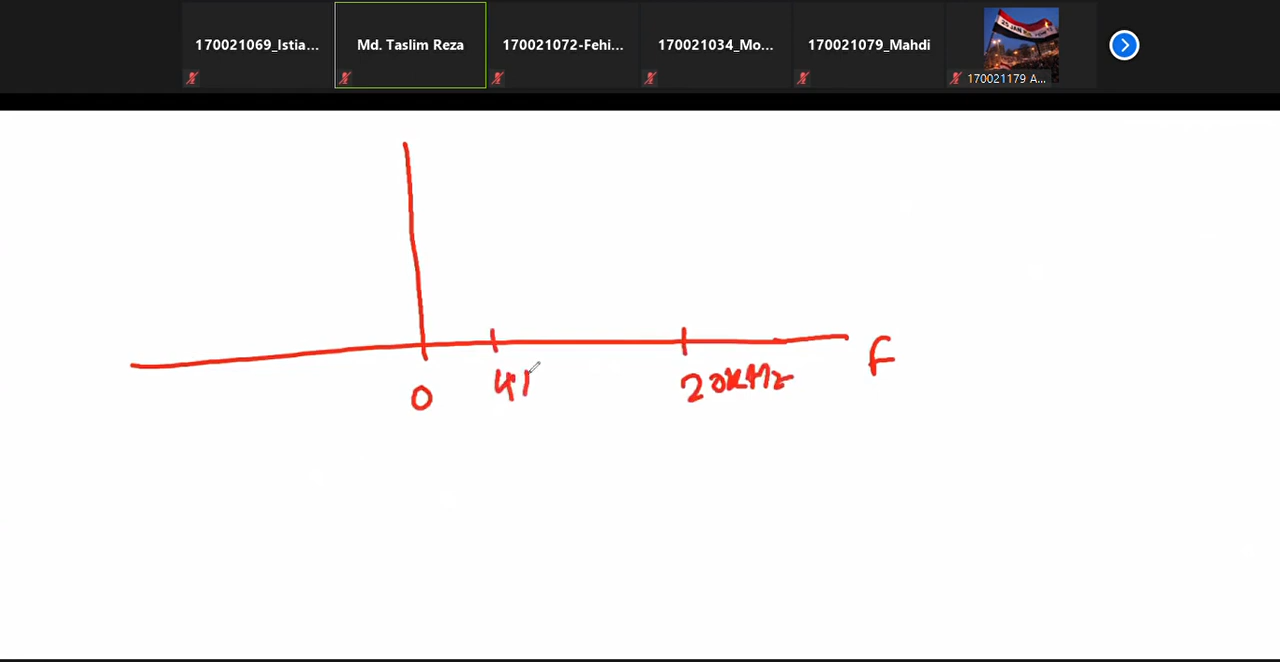 170021069_Istia...
Md. Taslim Reza
170021072-Fehi...
170021034_Mo...
170021079_Mahdi
170021179 A...
0
20KHz
F